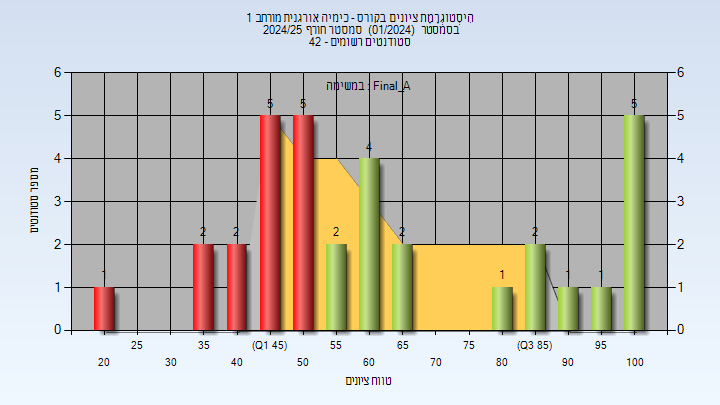 היסטוגרמת ציונים בקורס - כימיה אורגנית מורחב 1
בסמסטר (01/2024) סמסטר חורף 2024/25
סטודנטים רשומים - 42
במשימה : Final_A
6 6
5 5
4 4
3 3
2 2
1 1
0 0
מספר סטודנטים
1 2 2 5 5 2 4 2 1 2 1 1 5
25 35 (Q1 45) 55 65 75 (Q3 85) 95
20 30 40 50 60 70 80 90 100
טווח ציונים